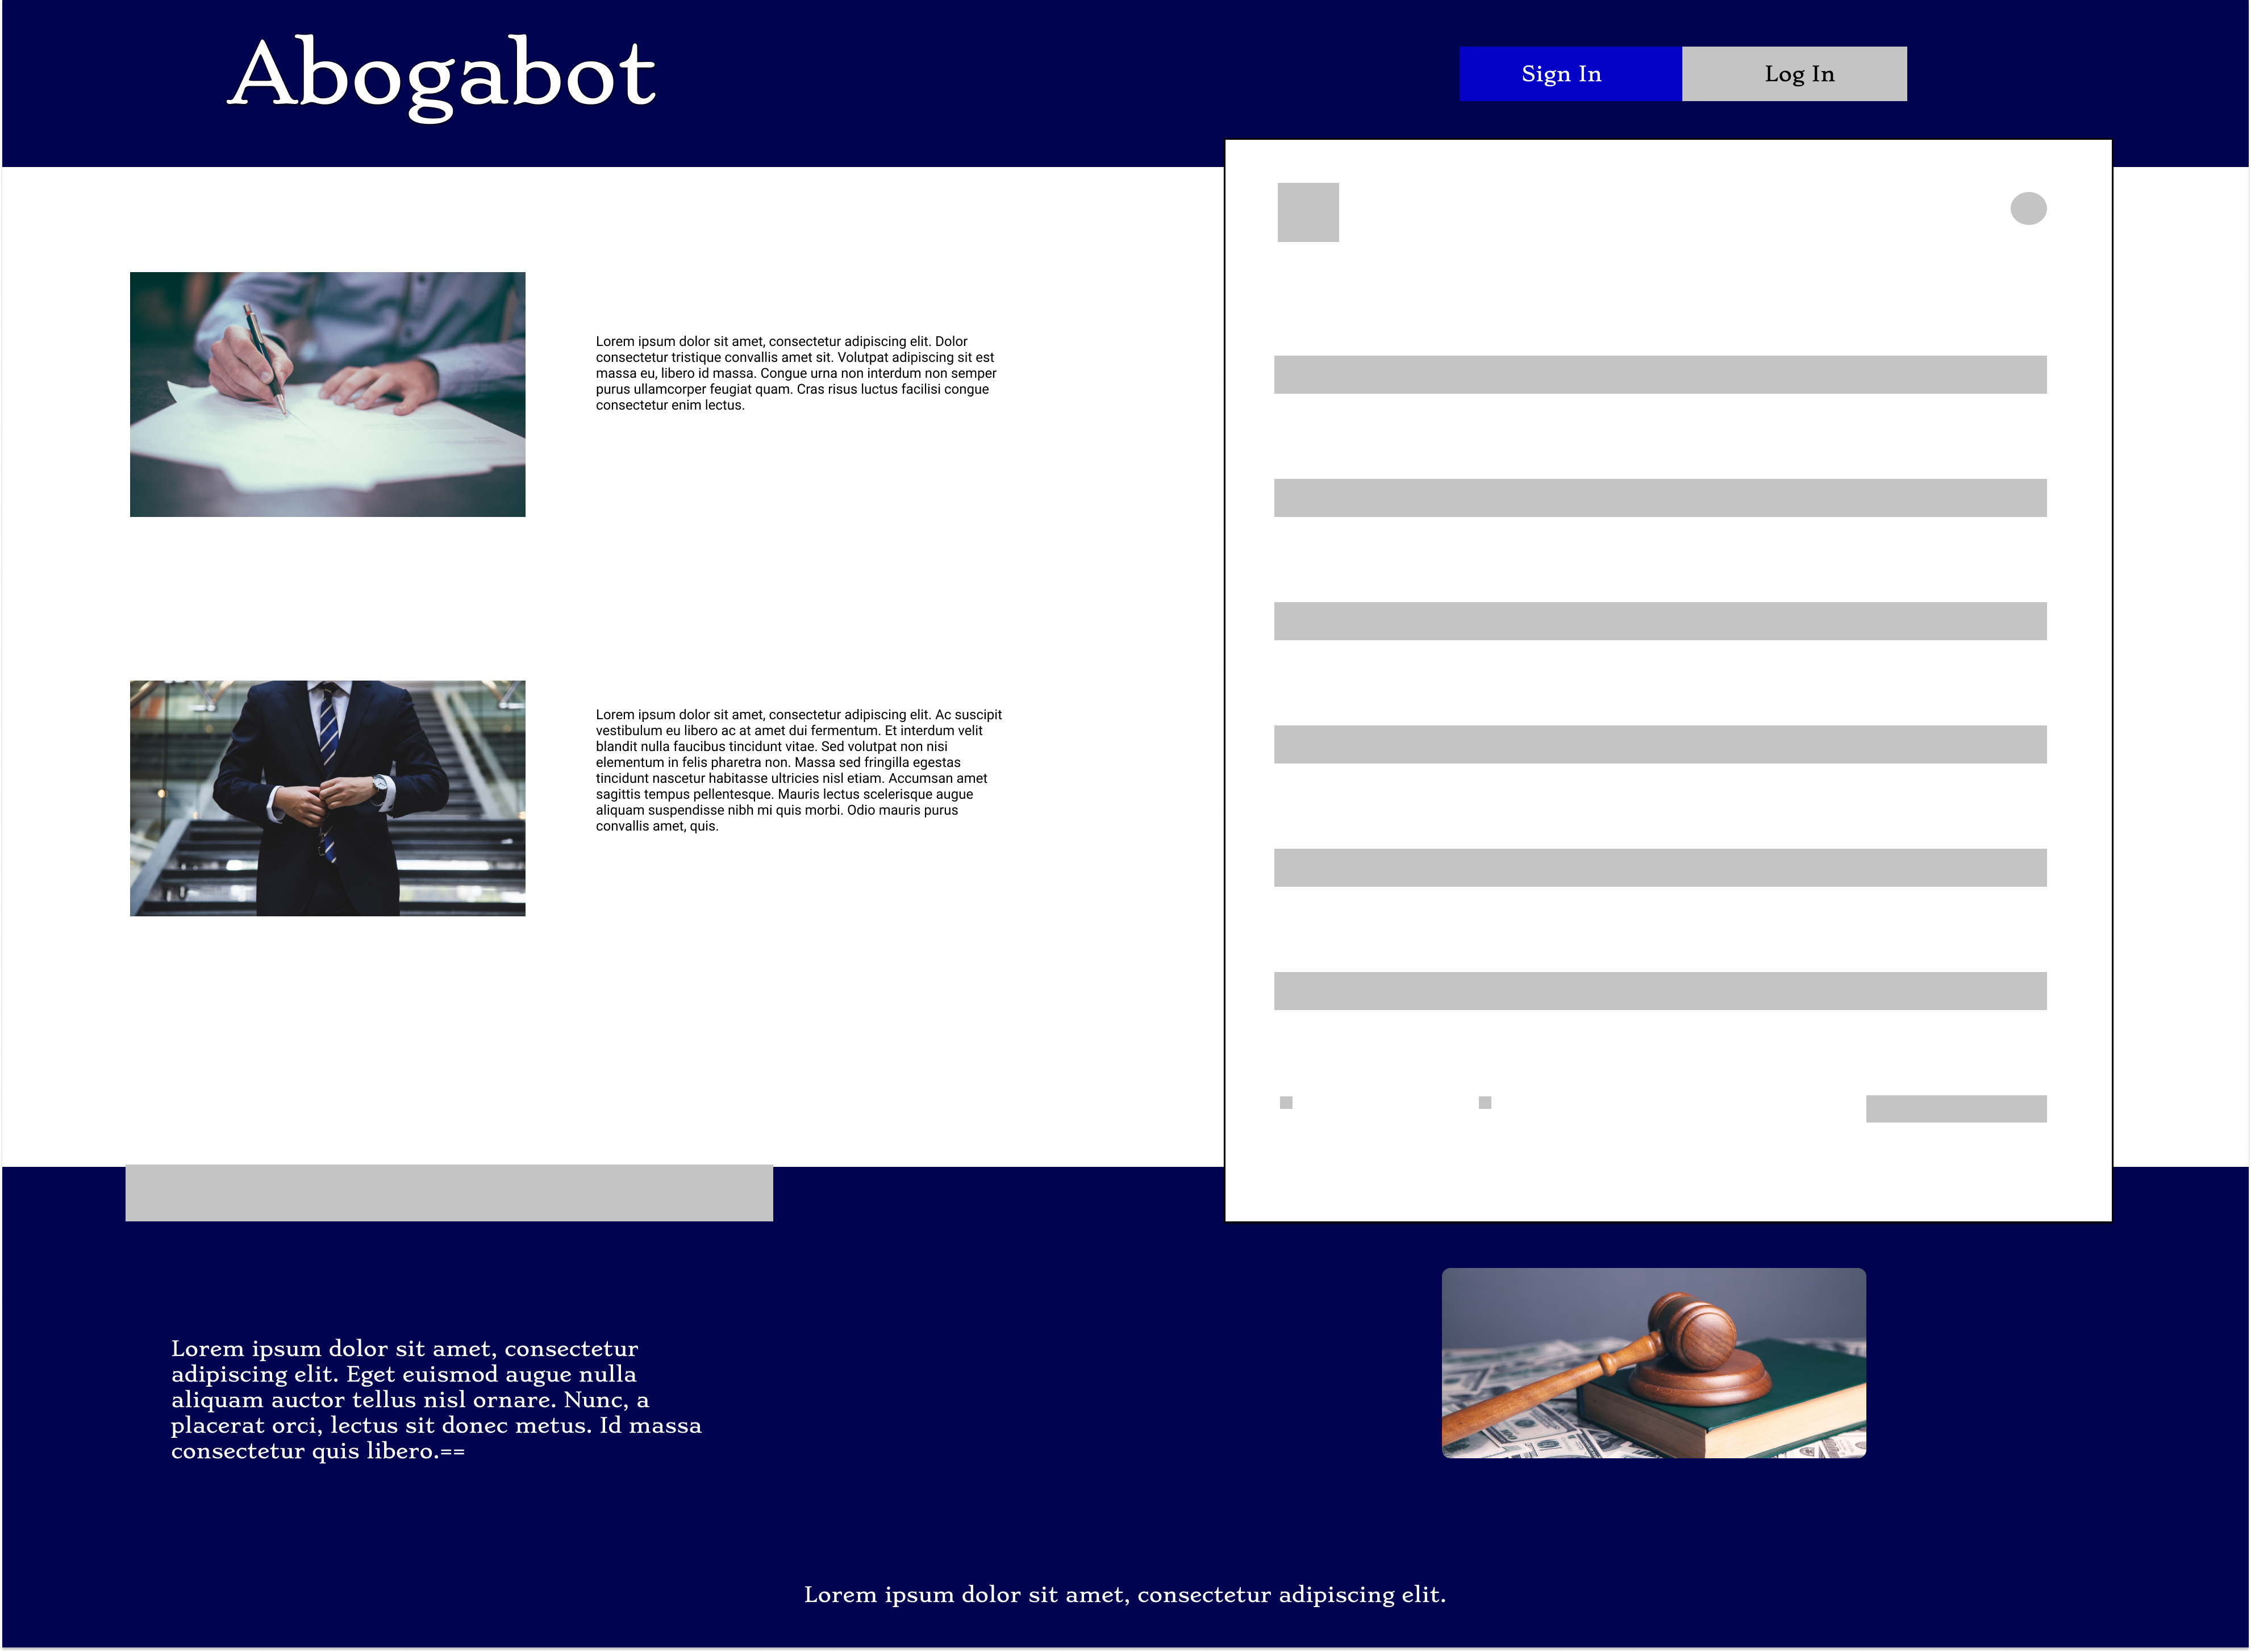 Abogabot
Sign In
Log In
Lorem ipsum dolor sit amet, consectetur adipiscing elit. Dolor
consectetur tristique convallis amet sit. Volutpat adipiscing sit est
massa eu, libero id massa. Congue urna non interdum non semper
purus ullamcorper feugiat quam. Cras risus luctus facilisi congue
consectetur enim lectus.
Lorem ipsum dolor sit amet, consectetur adipiscing elit. Ac suscipit
vestibulum eu libero ac at amet dui fermentum. Et interdum velit
blandit nulla faucibus tincidunt vitae. Sed volutpat non nisi
elementum in felis pharetra non. Massa sed fringilla egestas
tincidunt nascetur habitasse ultricies nisl etiam. Accumsan amet
sagittis tempus pellentesque. Mauris lectus scelerisque augue
aliquam suspendisse nibh mi quis morbi. Odio mauris purus
convallis amet, quis.
Lorem ipsum dolor sit amet, consectetur
adipiscing elit. Eget euismod augue nulla
aliquam auctor tellus nisl ornare. Nunc, a
placerat orci, lectus sit donec metus. Id massa
consectetur quis libero.==
Lorem ipsum dolor sit amet, consectetur adipiscing elit.